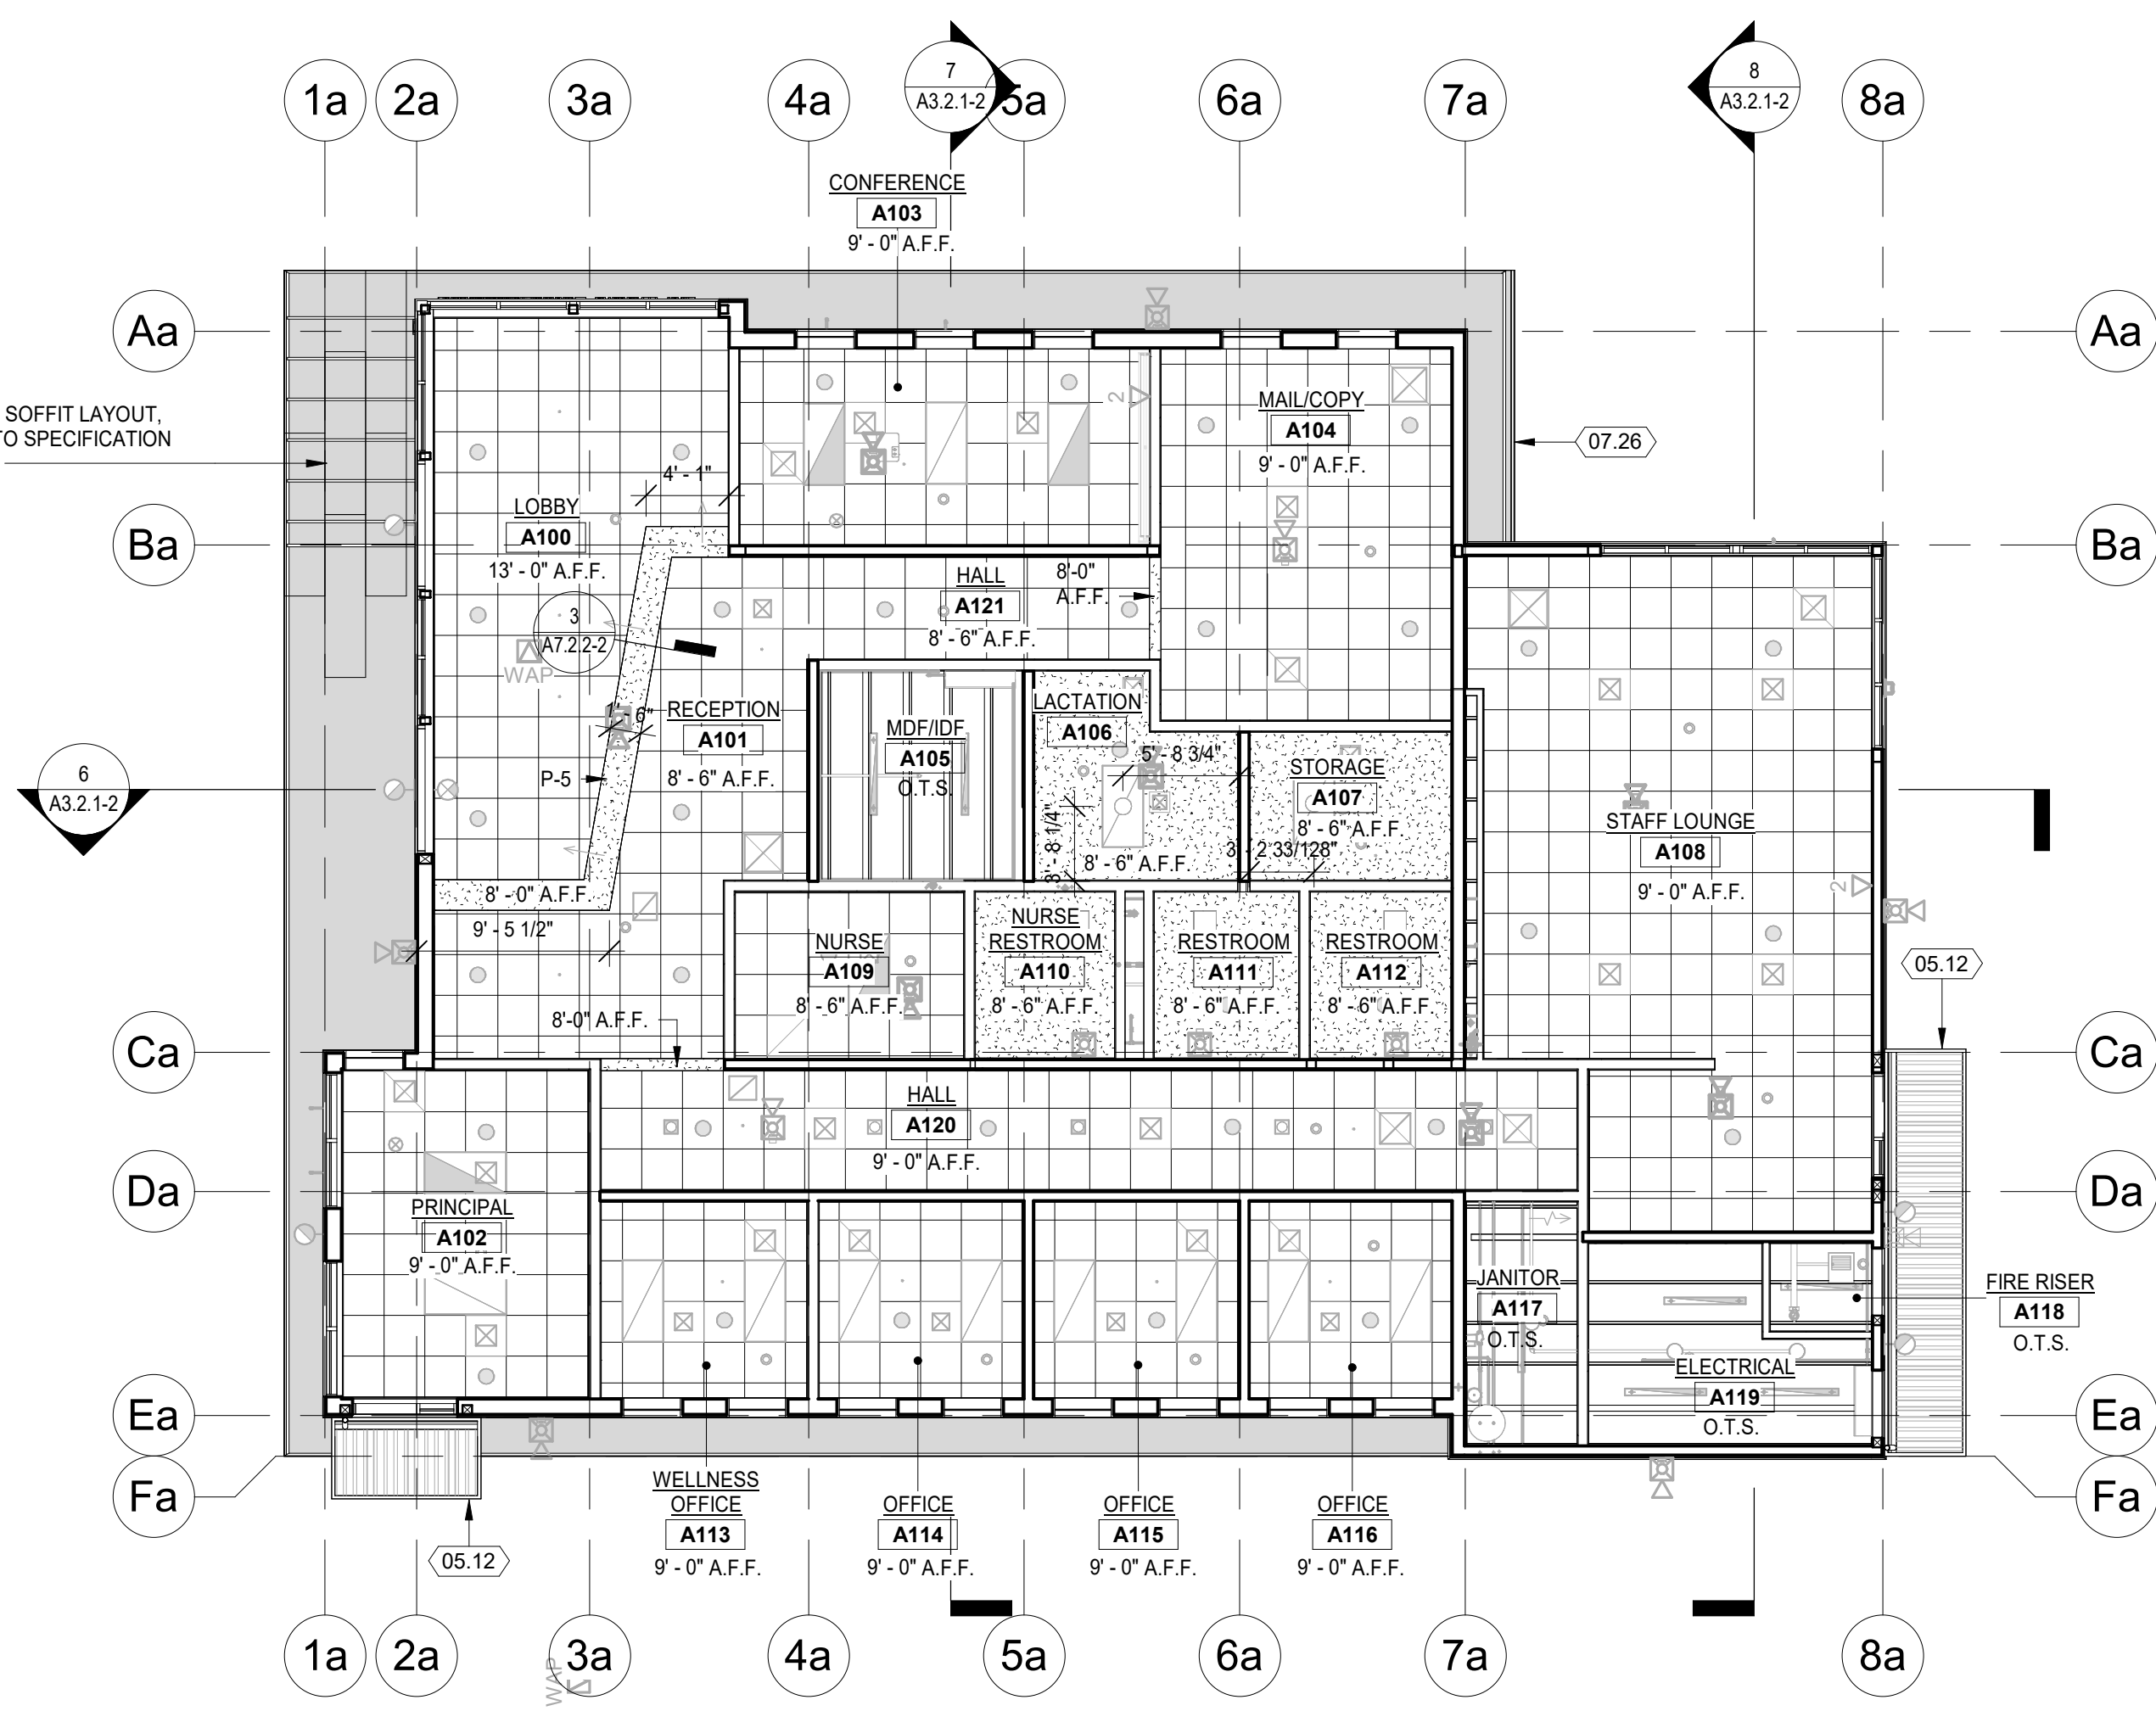 7
A3.2.1-2
8
A3.2.1-2
1a
2a
3a
4a
5a
6a
7a
8a
CONFERENCE
A103
9' - 0" A.F.F.
Aa
Aa
SOFFIT LAYOUT,
TO SPECIFICATION
MAIL/COPY
A104
9' - 0" A.F.F.
07.26
2
4' - 1"
LOBBY
A100
13' - 0" A.F.F.
Ba
Ba
HALL
A121
8' - 6" A.F.F.
8'-0"
A.F.F.
3
A7.2.2-2
WAP
1' - 6"
RECEPTION
A101
8' - 6" A.F.F.
MDF/IDF
A105
O.T.S.
LACTATION
A106
5' - 8 3/4"
3' - 8 1/4"
8' - 6" A.F.F.
STORAGE
A107
8' - 6" A.F.F.
3' - 2 33/128"
P-5
6
A3.2.1-2
STAFF LOUNGE
A108
9' - 0" A.F.F.
2
8' - 0" A.F.F.
9' - 5 1/2"
NURSE
A109
8' - 6" A.F.F.
NURSE
RESTROOM
A110
8' - 6" A.F.F.
RESTROOM
A111
8' - 6" A.F.F.
RESTROOM
A112
8' - 6" A.F.F.
05.12
8'-0" A.F.F.
Ca
Ca
HALL
A120
9' - 0" A.F.F.
Da
Da
PRINCIPAL
A102
9' - 0" A.F.F.
JANITOR
A117
O.T.S.
FIRE RISER
A118
O.T.S.
ELECTRICAL
A119
O.T.S.
Ea
Ea
Fa
Fa
WELLNESS
OFFICE
A113
9' - 0" A.F.F.
OFFICE
A114
9' - 0" A.F.F.
OFFICE
A115
9' - 0" A.F.F.
OFFICE
A116
9' - 0" A.F.F.
05.12
1a
2a
3a
4a
5a
6a
7a
8a
WAP